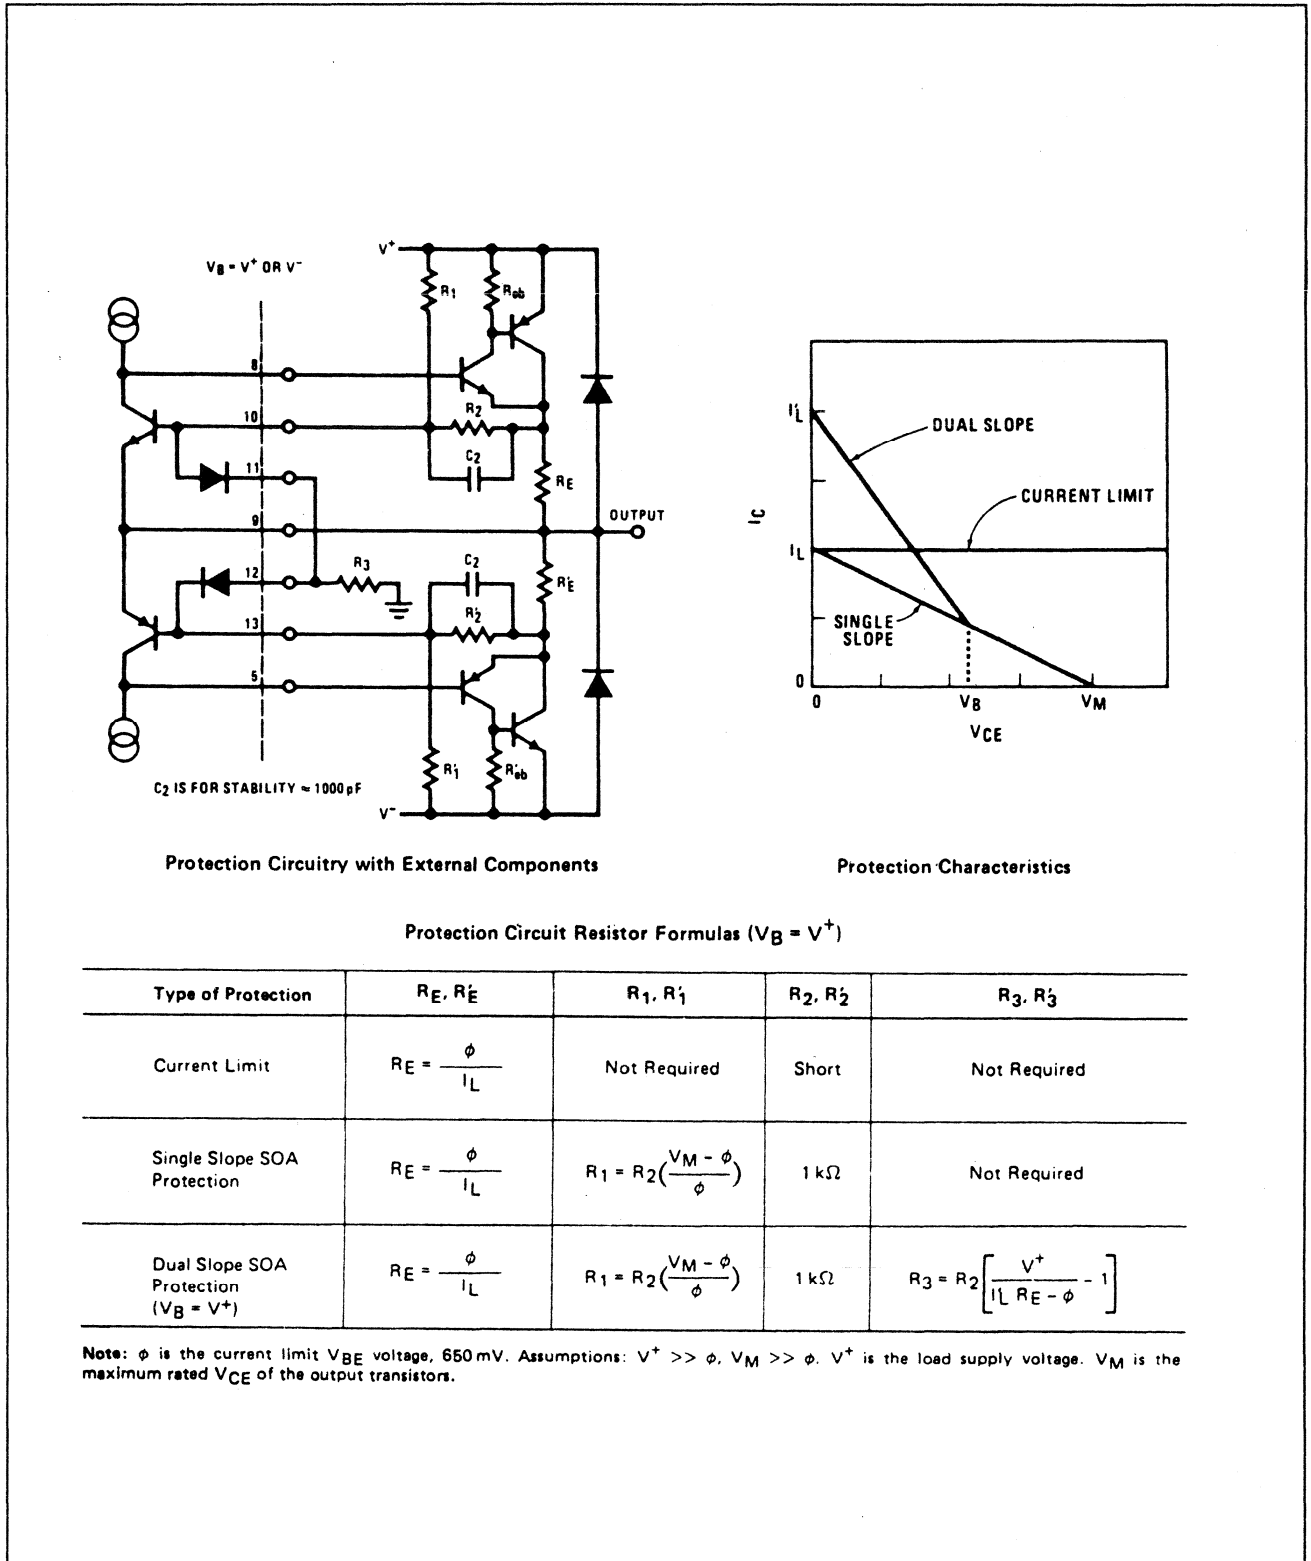 V_B = V⁺ OR V⁻
V⁺
R₁
R_eb
8
10
R₂
C₂
11
R_E
9
OUTPUT
12
R₃
C₂
R'_E
R'₂
13
5
R'₁
R'_eb
C₂ IS FOR STABILITY ≈ 1000 pF
V⁻
Protection Circuitry with External Components
I'_L
DUAL SLOPE
CURRENT LIMIT
I_C
I_L
SINGLE
SLOPE
0
0
V_B
V_M
V_CE
Protection Characteristics
Protection Circuit Resistor Formulas (V_B = V⁺)
Type of Protection R_E, R'_E R₁, R'₁ R₂, R'₂ R₃, R'₃
Current Limit R_E = φ / I_L Not Required Short Not Required
Single Slope SOA
Protection R_E = φ / I_L R₁ = R₂(V_M - φ / φ) 1 kΩ Not Required
Dual Slope SOA
Protection
(V_B = V⁺) R_E = φ / I_L R₁ = R₂(V_M - φ / φ) 1 kΩ R₃ = R₂[V⁺ / I'_L R_E - φ - 1]
Note: φ is the current limit V_BE voltage, 650 mV. Assumptions: V⁺ >> φ, V_M >> φ. V⁺ is the load supply voltage. V_M is the
maximum rated V_CE of the output transistors.